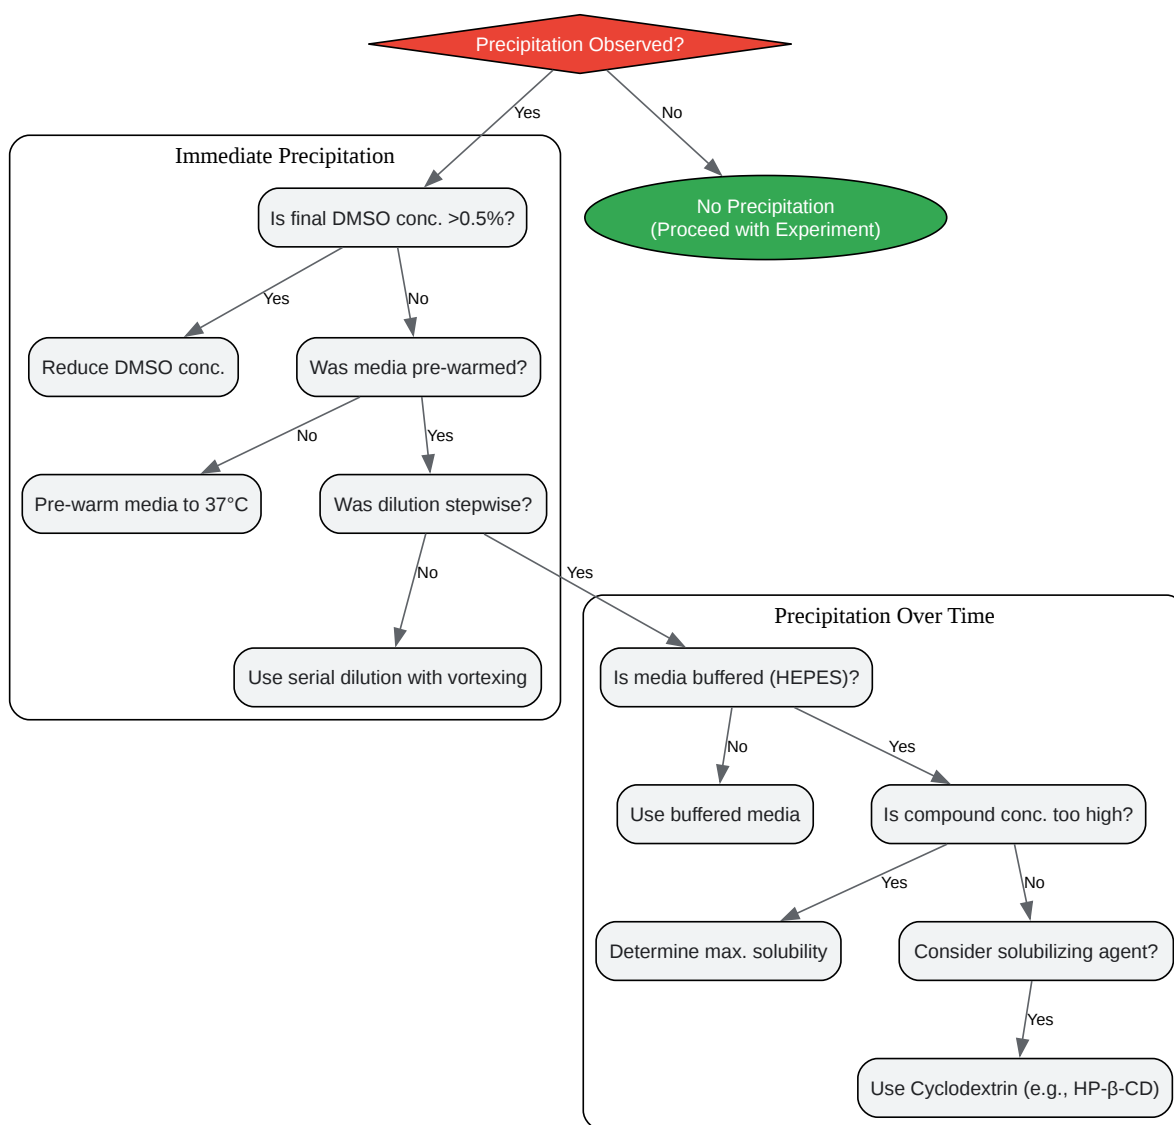 Precipitation Observed?
Yes
No
Immediate Precipitation
Is final DMSO conc. >0.5%?
No Precipitation
(Proceed with Experiment)
Yes
No
Reduce DMSO conc.
Was media pre-warmed?
No
Yes
Pre-warm media to 37°C
Was dilution stepwise?
No
Yes
Precipitation Over Time
Use serial dilution with vortexing
Is media buffered (HEPES)?
No
Yes
Use buffered media
Is compound conc. too high?
Yes
No
Determine max. solubility
Consider solubilizing agent?
Yes
Use Cyclodextrin (e.g., HP-β-CD)